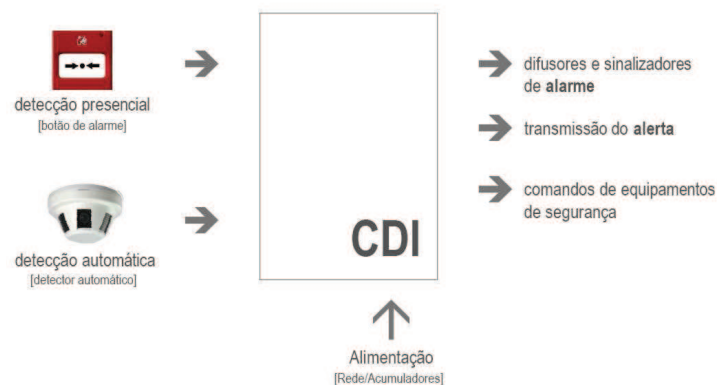 detecção presencial
[botão de alarme]
detecção automática
[detector automático]
CDI
Alimentação
[Rede/Acumuladores]
difusores e sinalizadores
de alarme
transmissão do alerta
comandos de equipamentos
de segurança